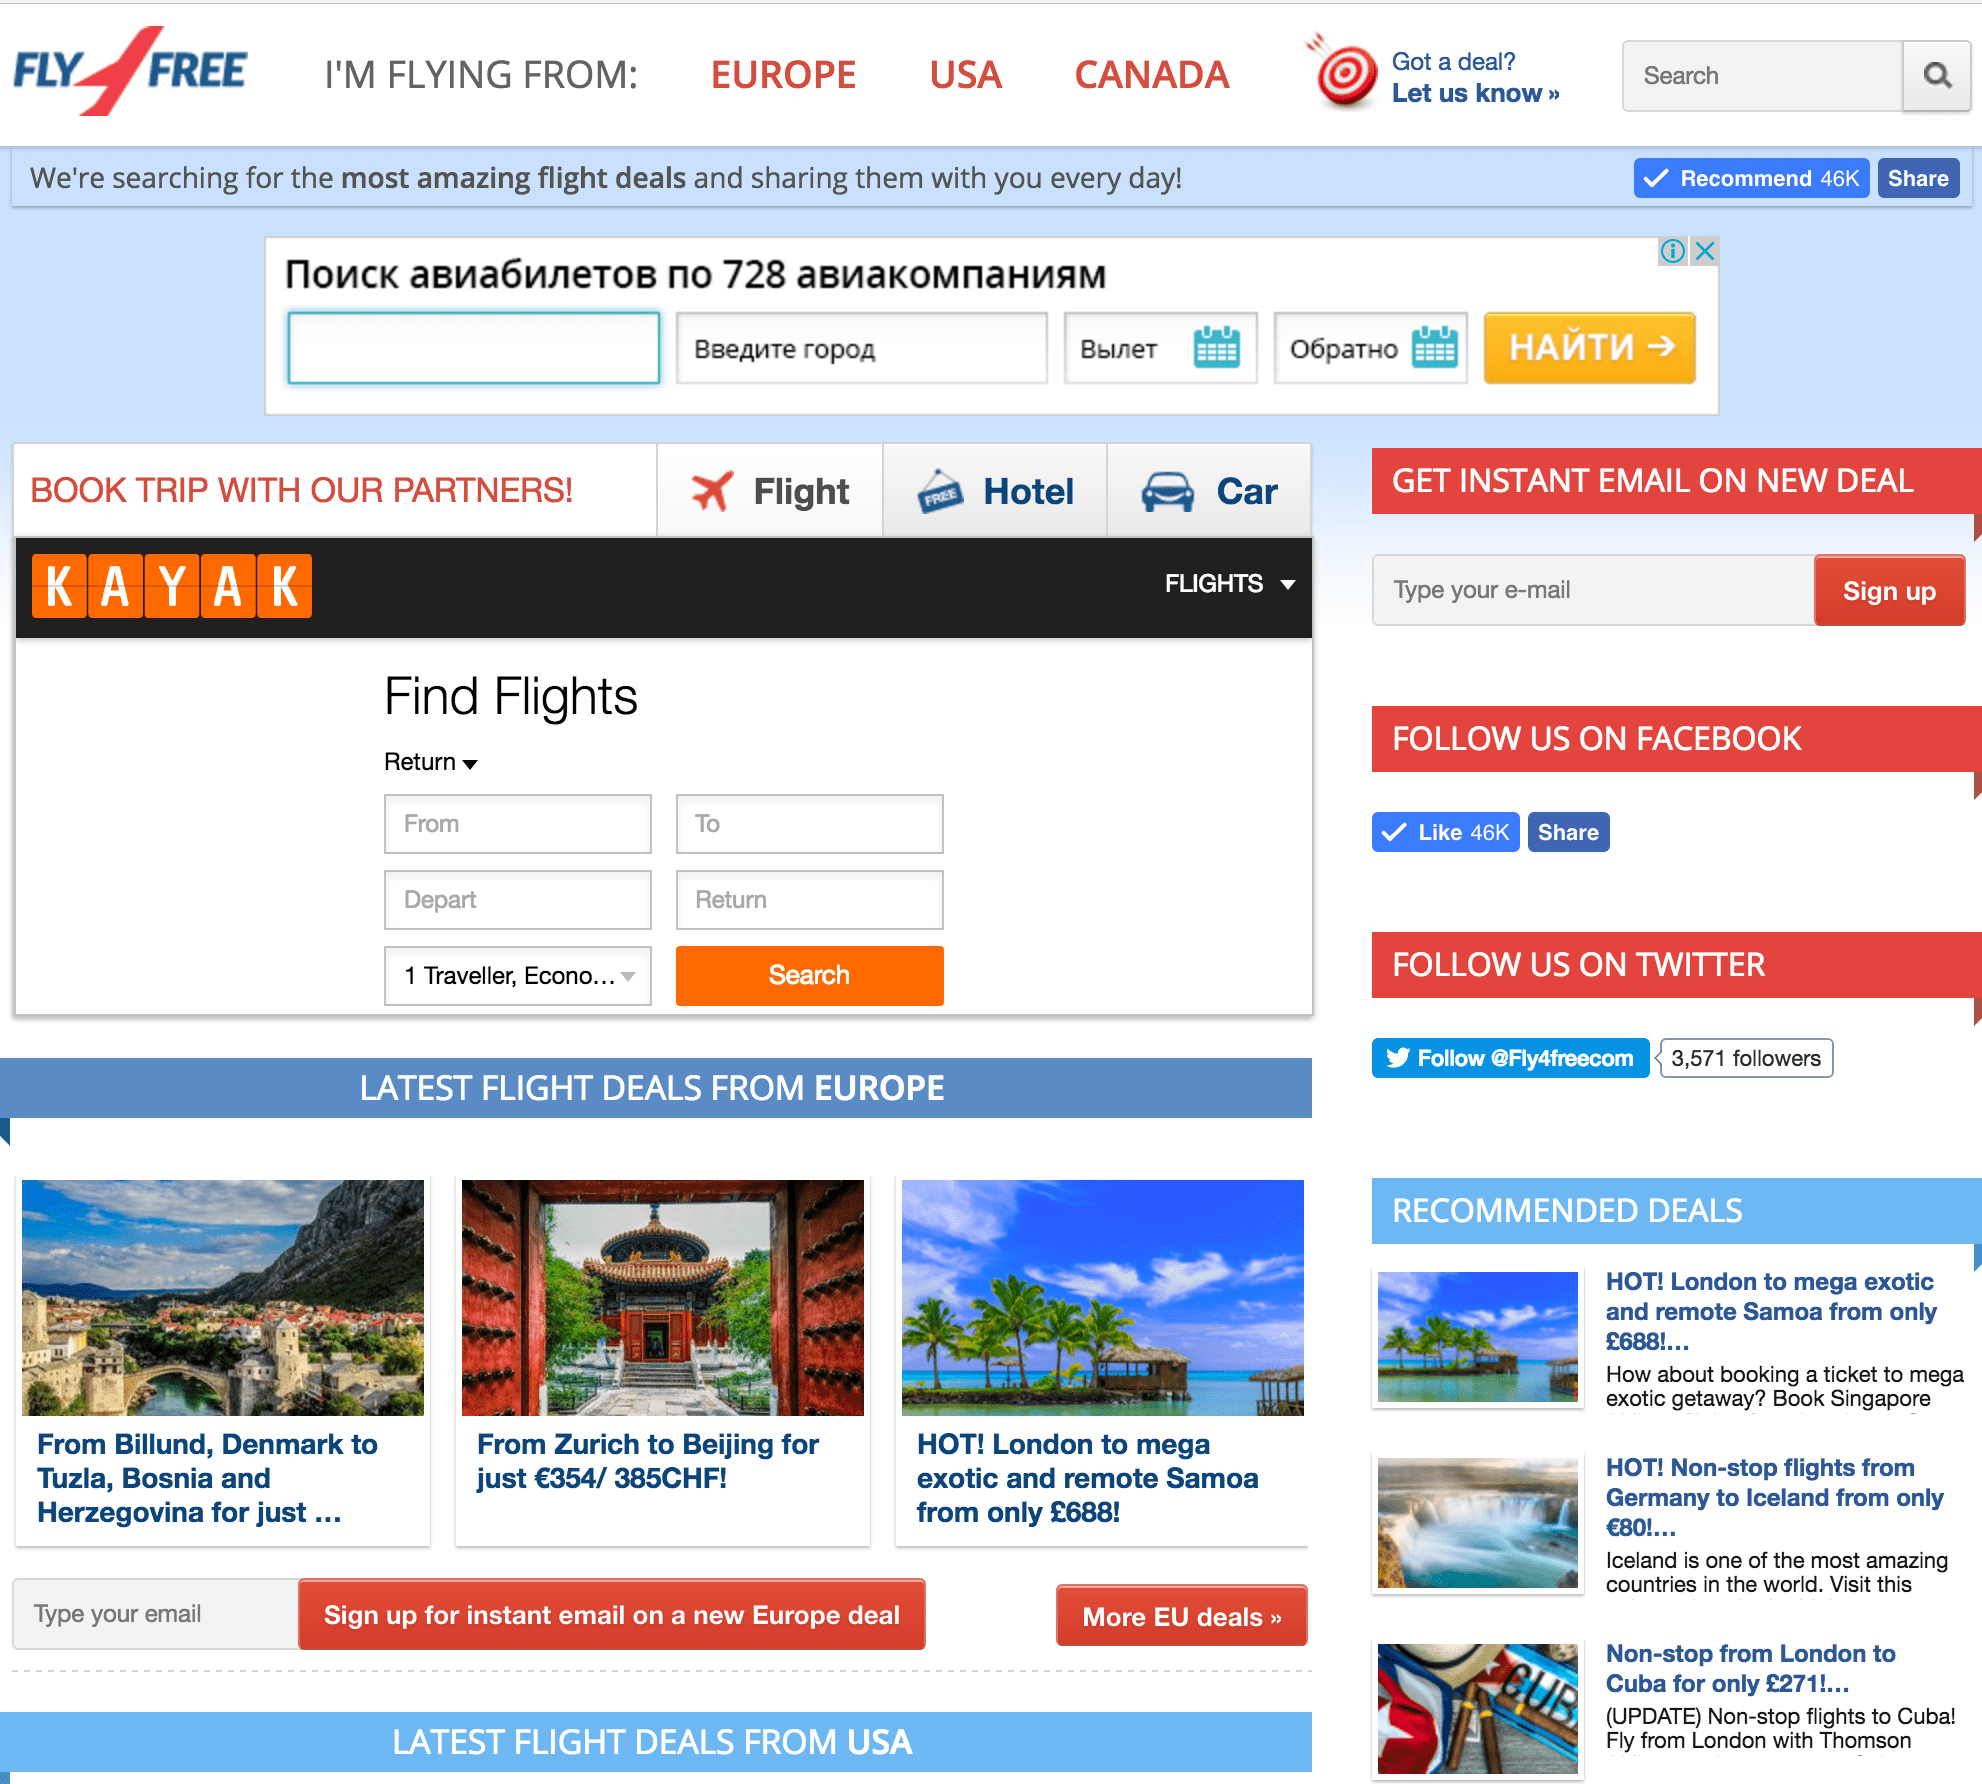 FLY FREE
I'M FLYING FROM: EUROPE USA CANADA
Got a deal?
Let us know »
Search
We're searching for the most amazing flight deals and sharing them with you every day!
Recommend 46K Share
Поиск авиабилетов по 728 авиакомпаниям
Введите город Вылет Обратно НАЙТИ →
BOOK TRIP WITH OUR PARTNERS!
Flight FREE Hotel Car
KAYAK
FLIGHTS
Find Flights
Return
From To
Depart Return
1 Traveller, Econo... Search
GET INSTANT EMAIL ON NEW DEAL
Type your e-mail Sign up
FOLLOW US ON FACEBOOK
Like 46K Share
FOLLOW US ON TWITTER
Follow @Fly4freecom 3,571 followers
LATEST FLIGHT DEALS FROM EUROPE
From Billund, Denmark to
Tuzla, Bosnia and
Herzegovina for just ...
From Zurich to Beijing for
just €354/ 385CHF!
HOT! London to mega
exotic and remote Samoa
from only £688!
Type your email Sign up for instant email on a new Europe deal More EU deals »
RECOMMENDED DEALS
HOT! London to mega exotic
and remote Samoa from only
£688!...
How about booking a ticket to mega
exotic getaway? Book Singapore
HOT! Non-stop flights from
Germany to Iceland from only
€80!...
Iceland is one of the most amazing
countries in the world. Visit this
CUB
Non-stop from London to
Cuba for only £271!...
(UPDATE) Non-stop flights to Cuba!
Fly from London with Thomson
LATEST FLIGHT DEALS FROM USA